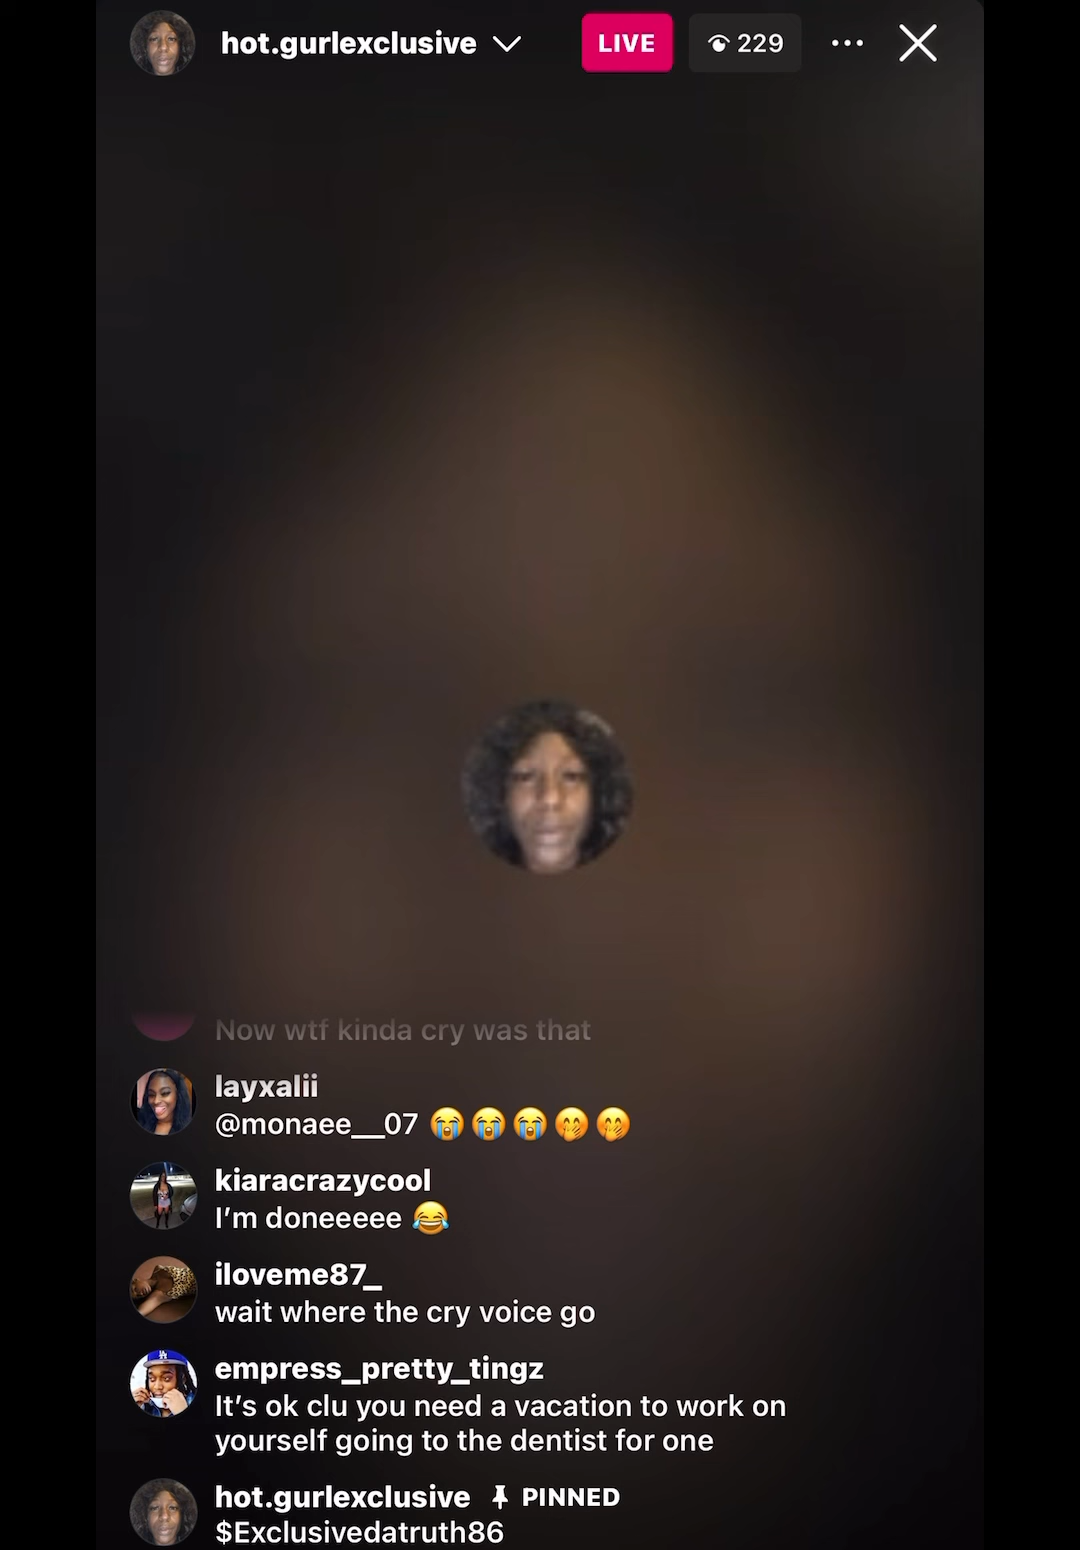 hot.gurlexclusive
LIVE
229
Now wtf kinda cry was that
layxalii
@monaee__07 😭😭😭🤭🤭
kiaracrazycool
I’m doneeeee 😂
iloveme87_
wait where the cry voice go
empress_pretty_tingz
It’s ok clu you need a vacation to work on
yourself going to the dentist for one
hot.gurlexclusive PINNED
$Exclusivedatruth86